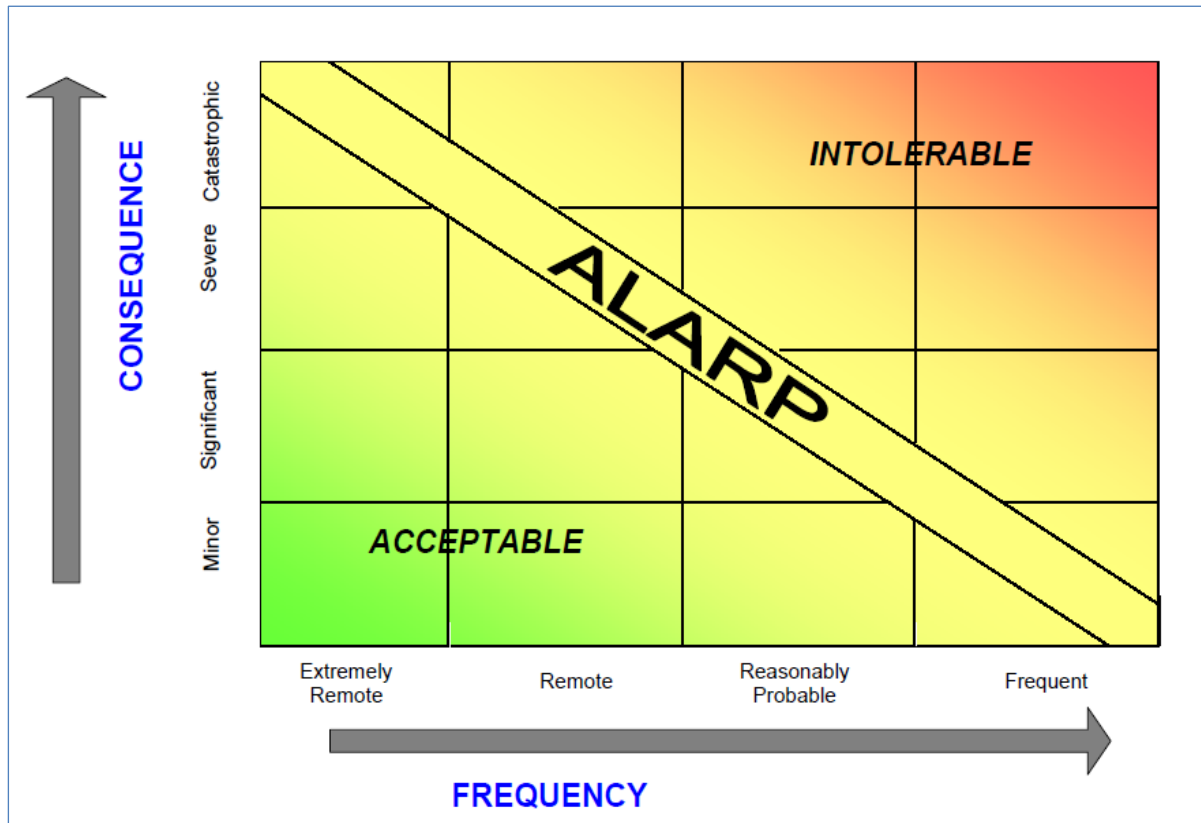 CONSEQUENCE
Catastrophic
Severe
Significant
Minor
INTOLERABLE
ALARP
ACCEPTABLE
Extremely
Remote
Remote
Reasonably
Probable
Frequent
FREQUENCY